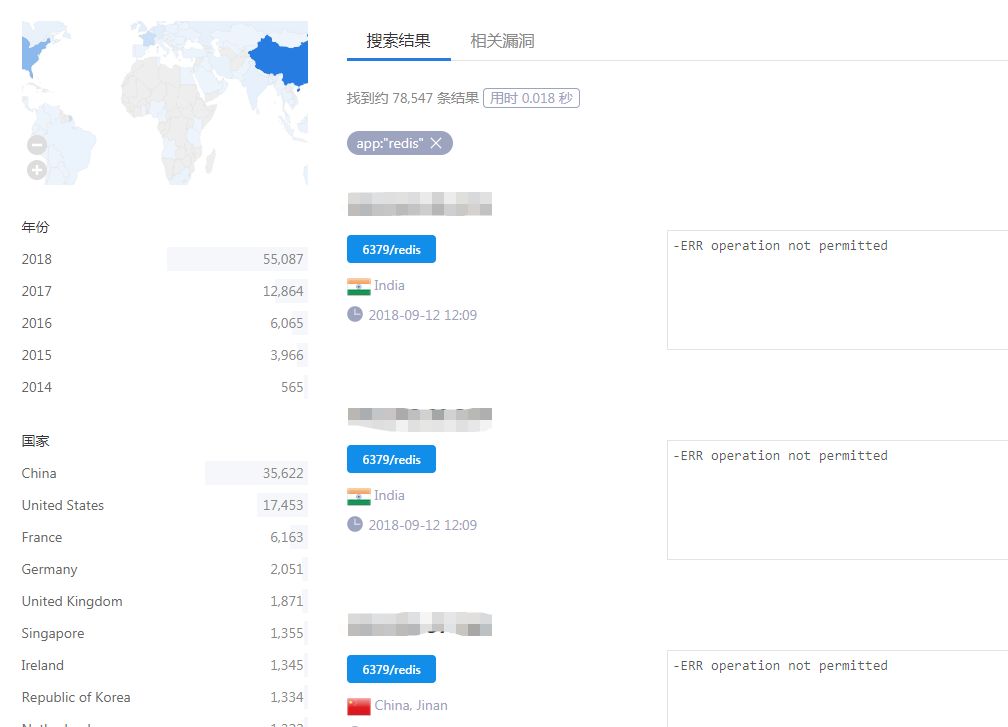 搜索结果 相关漏洞
找到约 78,547 条结果 用时 0.018 秒
app:"redis"
年份
2018 55,087
2017 12,864
2016 6,065
2015 3,966
2014 565
国家
China 35,622
United States 17,453
France 6,163
Germany 2,051
United Kingdom 1,871
Singapore 1,355
Ireland 1,345
Republic of Korea 1,334
6379/redis
India
2018-09-12 12:09
-ERR operation not permitted
6379/redis
India
2018-09-12 12:09
-ERR operation not permitted
6379/redis
China, Jinan
-ERR operation not permitted